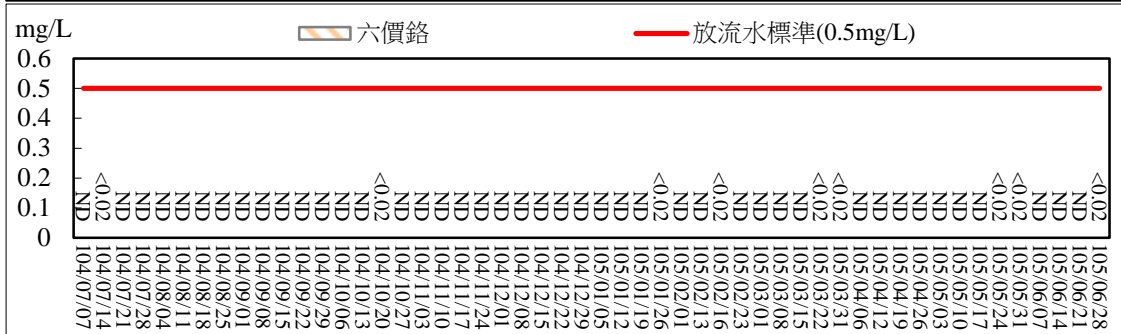 mg/L
六價鉻
放流水標準(0.5mg/L)
0.6
0.5
0.4
0.3
0.2
0.1
0
ND
<0.02
ND
ND
ND
ND
ND
ND
ND
ND
ND
ND
ND
ND
ND
<0.02
ND
ND
ND
ND
ND
ND
ND
ND
ND
ND
ND
ND
ND
<0.02
ND
ND
<0.02
ND
ND
ND
ND
<0.02
<0.02
ND
ND
ND
ND
ND
ND
ND
<0.02
<0.02
ND
ND
ND
<0.02
104/07/07
104/07/14
104/07/21
104/07/28
104/08/04
104/08/11
104/08/18
104/08/25
104/09/01
104/09/08
104/09/15
104/09/22
104/09/29
104/10/06
104/10/13
104/10/20
104/10/27
104/11/03
104/11/10
104/11/17
104/11/24
104/12/01
104/12/08
104/12/15
104/12/22
104/12/29
105/01/05
105/01/12
105/01/19
105/01/26
105/02/01
105/02/13
105/02/16
105/02/23
105/03/01
105/03/08
105/03/15
105/03/22
105/03/31
105/04/06
105/04/12
105/04/19
105/04/26
105/05/03
105/05/10
105/05/17
105/05/24
105/05/31
105/06/07
105/06/14
105/06/21
105/06/28